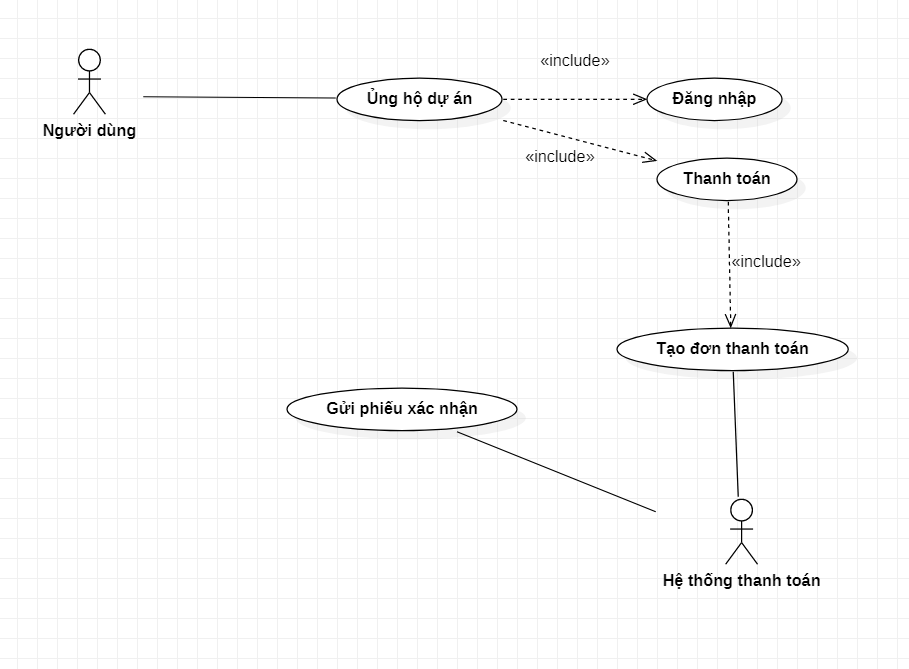 «include»
Ủng hộ dự án
Đăng nhập
Người dùng
«include»
Thanh toán
«include»
Tạo đơn thanh toán
Gửi phiếu xác nhận
Hệ thống thanh toán